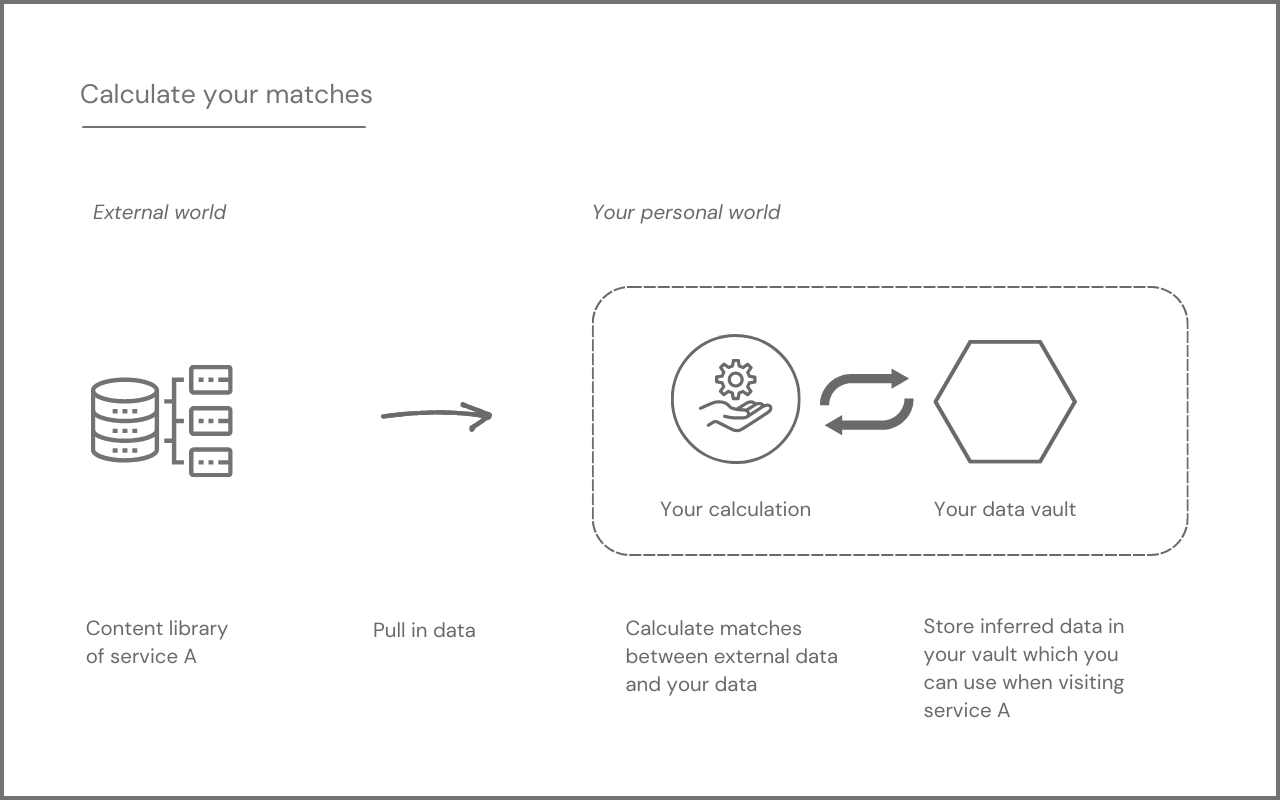 Calculate your matches
External world
Your personal world
Your calculation
Your data vault
Content library
of service A
Pull in data
Calculate matches
between external data
and your data
Store inferred data in
your vault which you
can use when visiting
service A